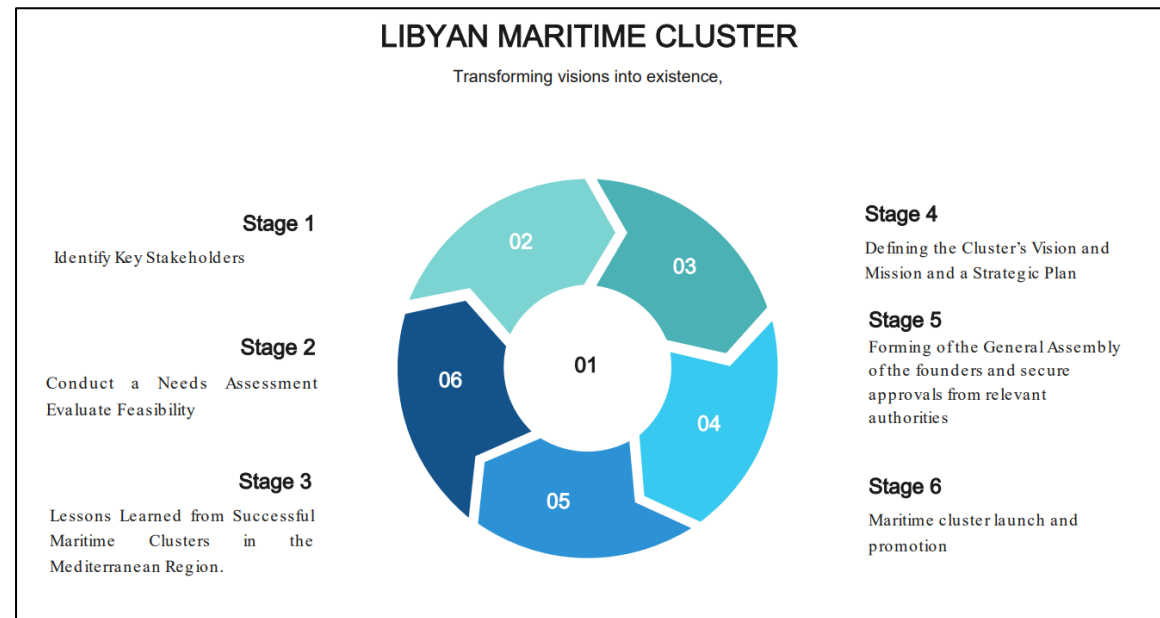 LIBYAN MARITIME CLUSTER
Transforming visions into existence,
Stage 1
Identify Key Stakeholders
Stage 2
Conduct a Needs Assessment
Evaluate Feasibility
Stage 3
Lessons Learned from Successful
Maritime Clusters in the
Mediterranean Region.
02
03
01
06
04
05
Stage 4
Defining the Cluster’s Vision and
Mission and a Strategic Plan
Stage 5
Forming of the General Assembly
of the founders and secure
approvals from relevant
authorities
Stage 6
Maritime cluster launch and
promotion